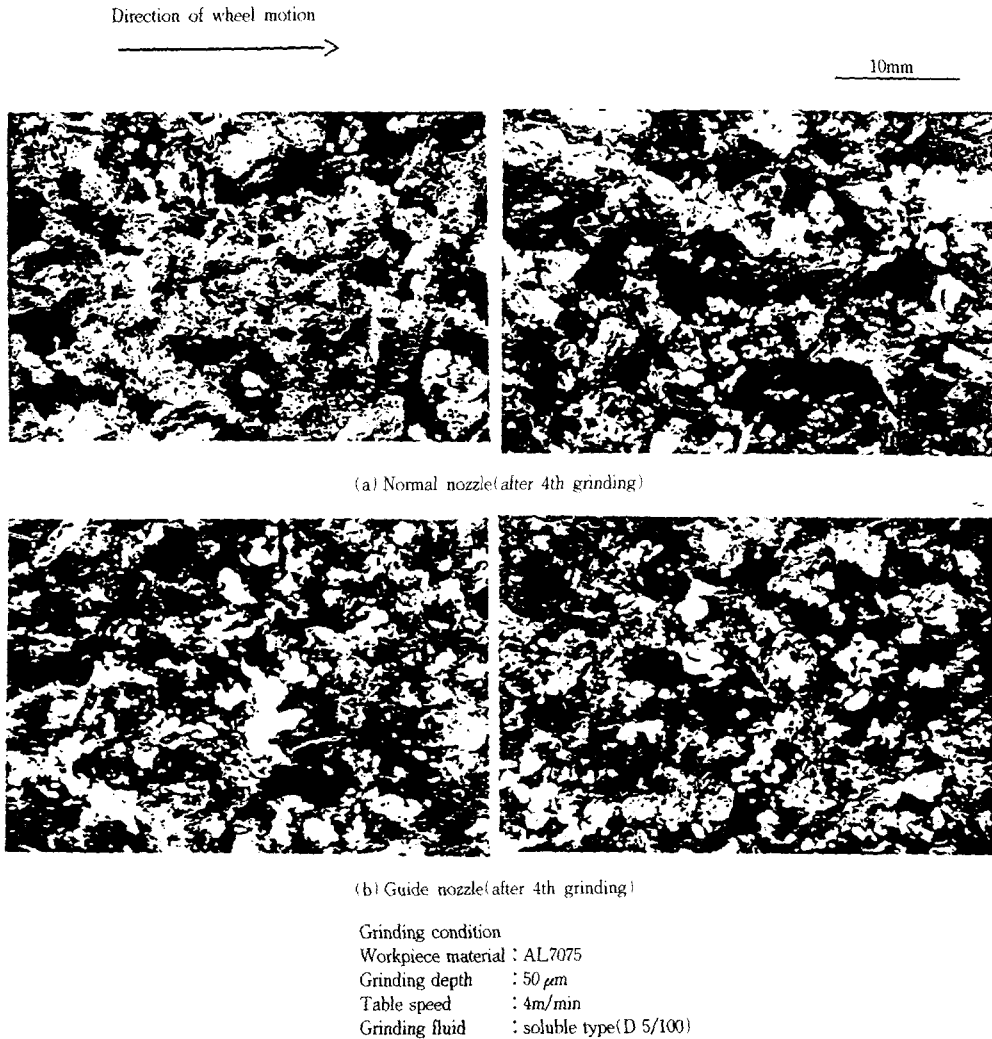 Direction of wheel motion
10mm
(a) Normal nozzle(after 4th grinding)
(b) Guide nozzle(after 4th grinding)
Grinding condition
Workpiece material : AL7075
Grinding depth : 50 μm
Table speed : 4m/min
Grinding fluid : soluble type(D 5/100)